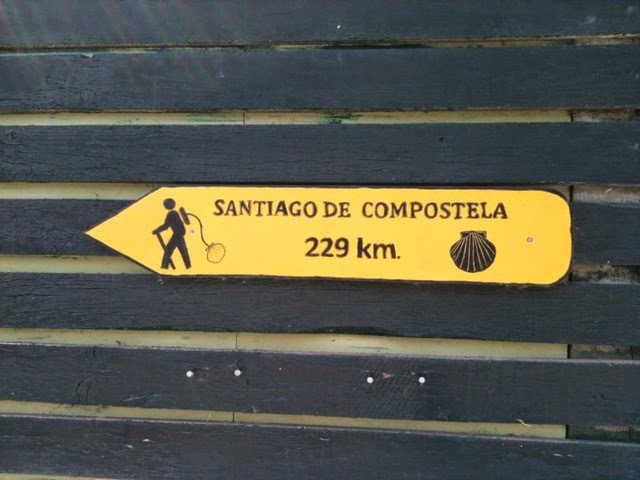 SANTIAGO DE COMPOSTELA
229 km.